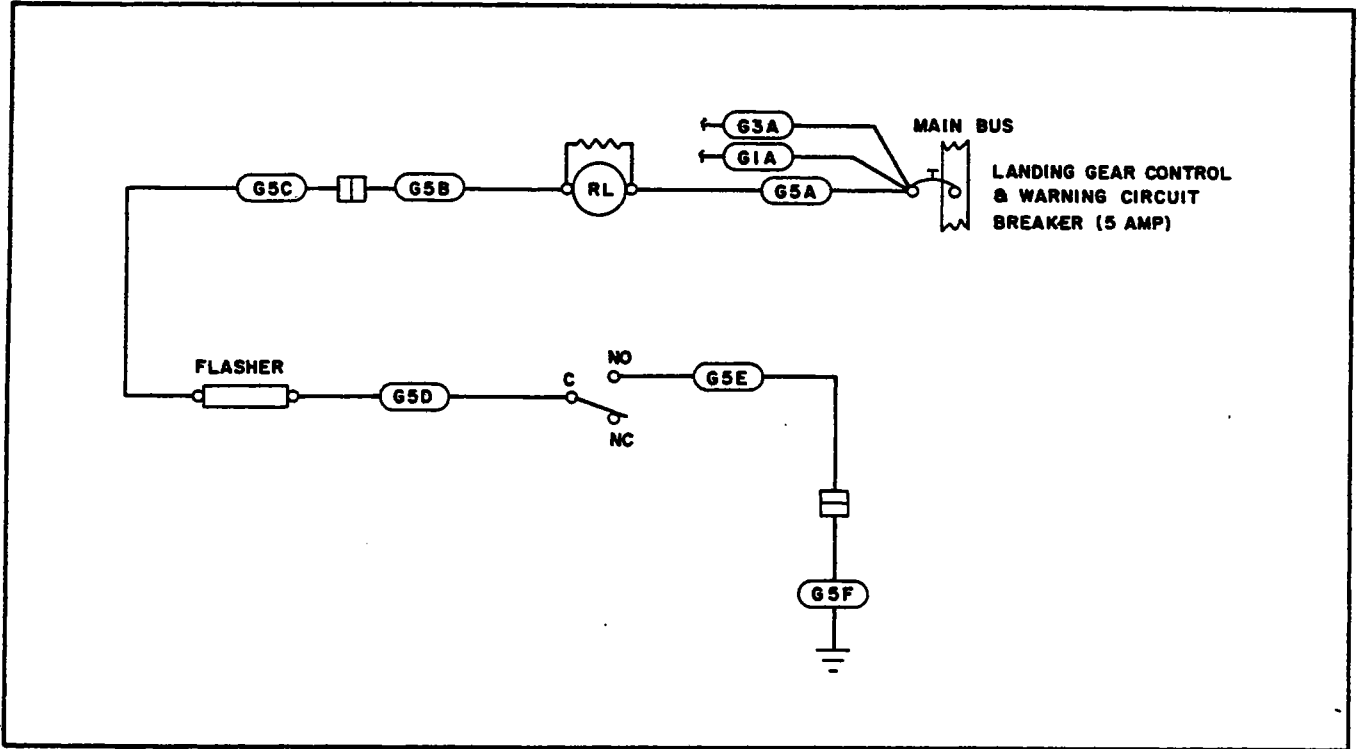 G3A
MAIN BUS
G1A
LANDING GEAR CONTROL
& WARNING CIRCUIT
BREAKER (5 AMP)
G5C
G5B
RL
G5A
FLASHER
NO
C
G5E
G5D
NC
G5F